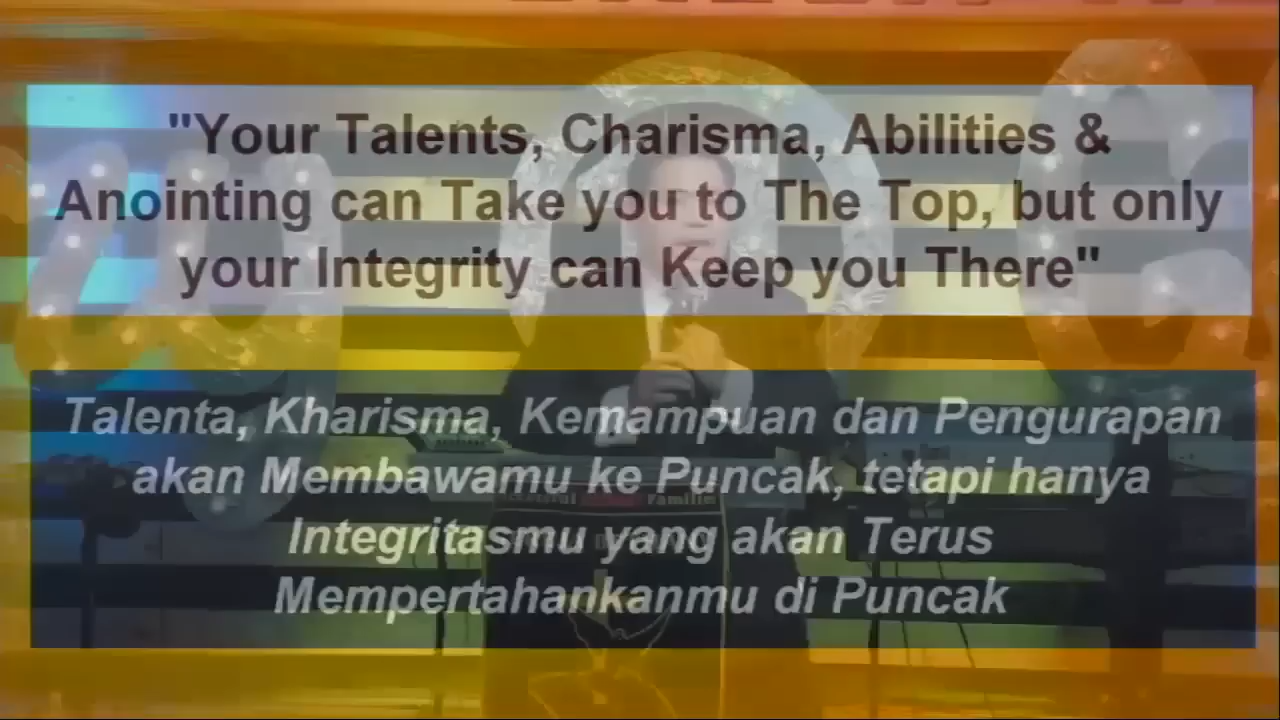 "Your Talents, Charisma, Abilities &
Anointing can Take you to The Top, but only
your Integrity can Keep you There"
Talenta, Kharisma, Kemampuan dan Pengurapan
akan Membawamu ke Puncak, tetapi hanya
Integritasmu yang akan Terus
Mempertahankanmu di Puncak